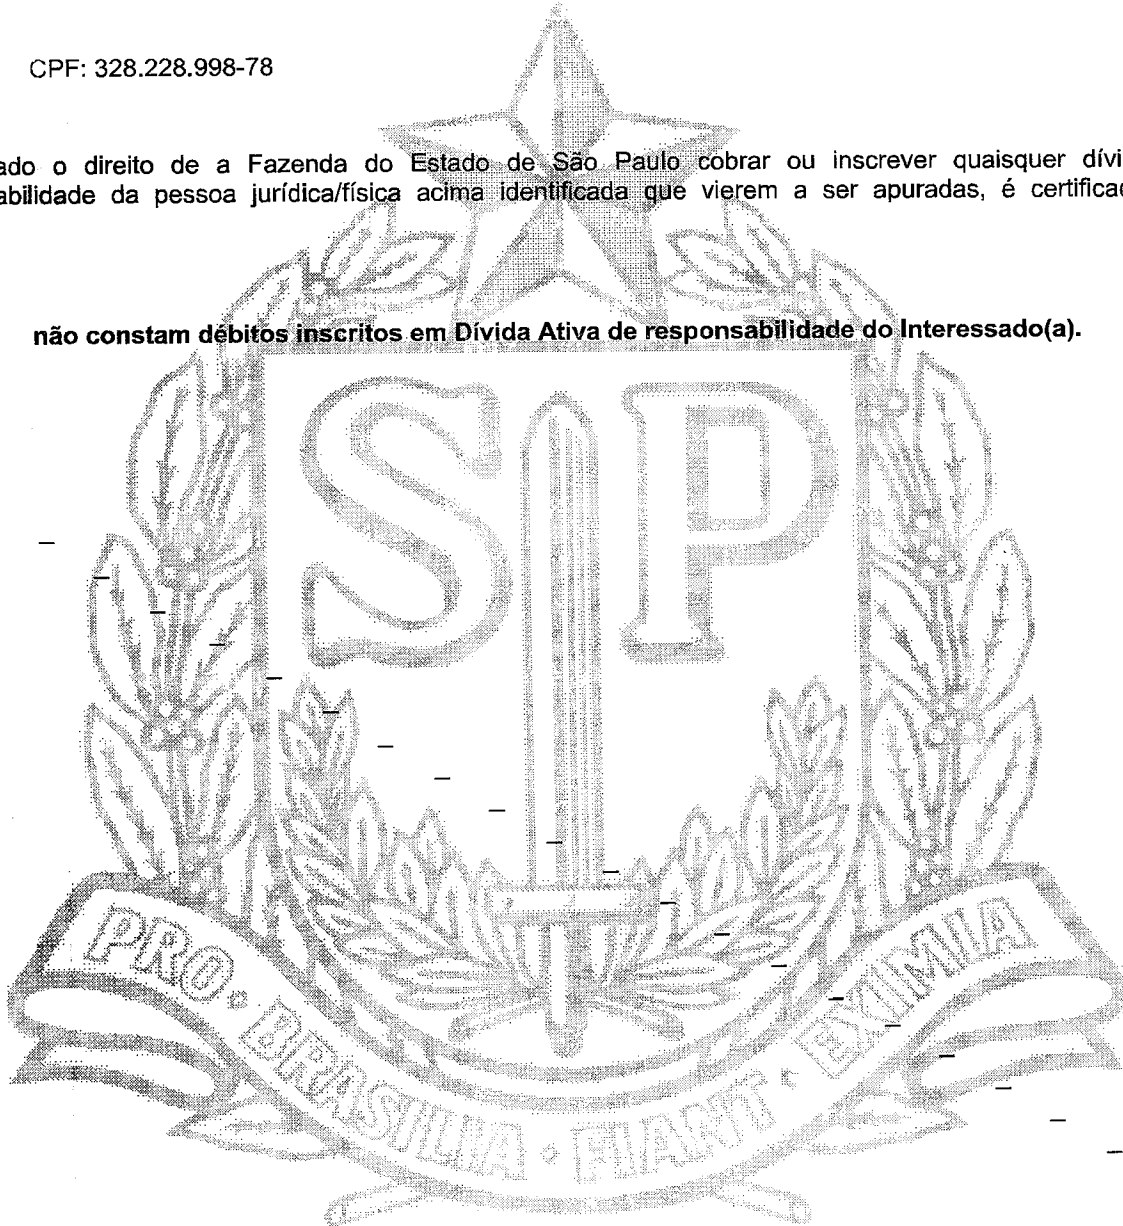 CPF: 328.228.998-78
ado o direito de a Fazenda do Estado de São Paulo cobrar ou inscrever quaisquer dívi
abilidade da pessoa jurídica/física acima identificada que vierem a ser apuradas, é certifica
não constam débitos inscritos em Dívida Ativa de responsabilidade do Interessado(a).
S P
PRO • BRASILIA • FIANT • EXIMIA